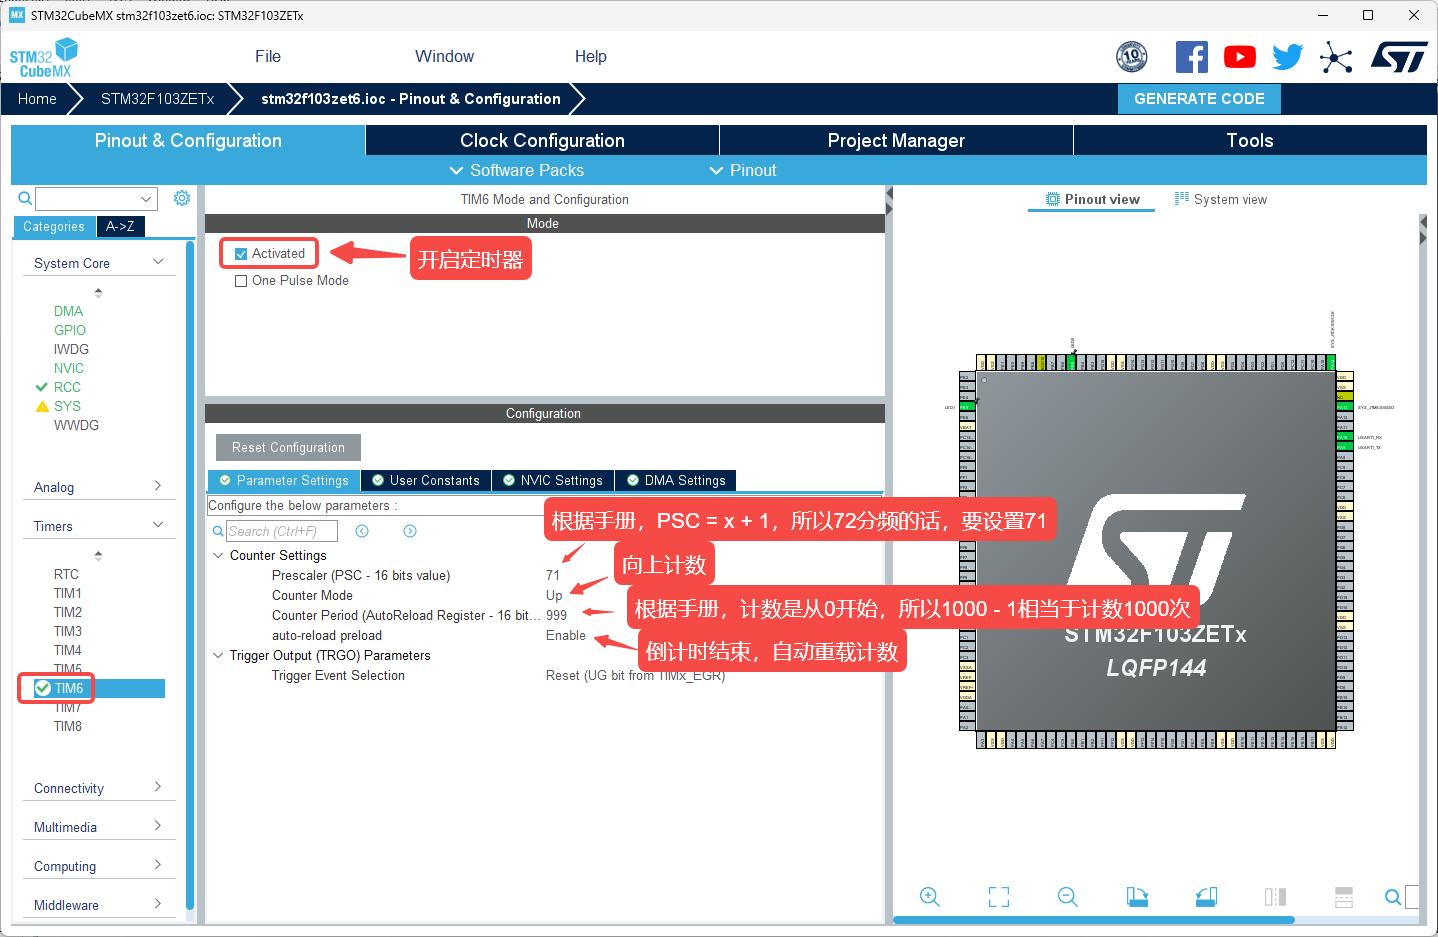 MX STM32CubeMX stm32f103zet6.ioc: STM32F103ZETx
STM32
CubeMX
File
Window
Help
10
Home
STM32F103ZETx
stm32f103zet6.ioc - Pinout & Configuration
GENERATE CODE
Pinout & Configuration
Clock Configuration
Project Manager
Tools
Software Packs
Pinout
Categories
A->Z
System Core
DMA
GPIO
IWDG
NVIC
RCC
SYS
WWDG
Analog
Timers
RTC
TIM1
TIM2
TIM3
TIM4
TIM5
TIM6
TIM7
TIM8
Connectivity
Multimedia
Computing
Middleware
TIM6 Mode and Configuration
Mode
Activated
开启定时器
One Pulse Mode
Configuration
Reset Configuration
Parameter Settings
User Constants
NVIC Settings
DMA Settings
Configure the below parameters :
Search (Ctrl+F)
根据手册，PSC = x + 1，所以72分频的话，要设置71
Counter Settings
Prescaler (PSC - 16 bits value)
71
向上计数
Counter Mode
Up
Counter Period (AutoReload Register - 16 bit...
999
根据手册，计数是从0开始，所以1000 - 1相当于计数1000次
auto-reload preload
Enable
倒计时结束，自动重载计数
Trigger Output (TRGO) Parameters
Trigger Event Selection
Reset (UG bit from TIMx_EGR)
Pinout view
System view
STM32F103ZETx
LQFP144